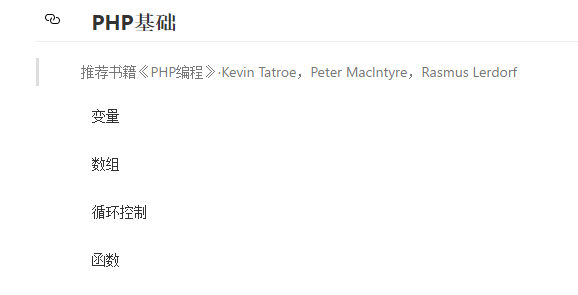 PHP基础
推荐书籍《PHP编程》·Kevin Tatroe，Peter MacIntyre，Rasmus Lerdorf
变量
数组
循环控制
函数